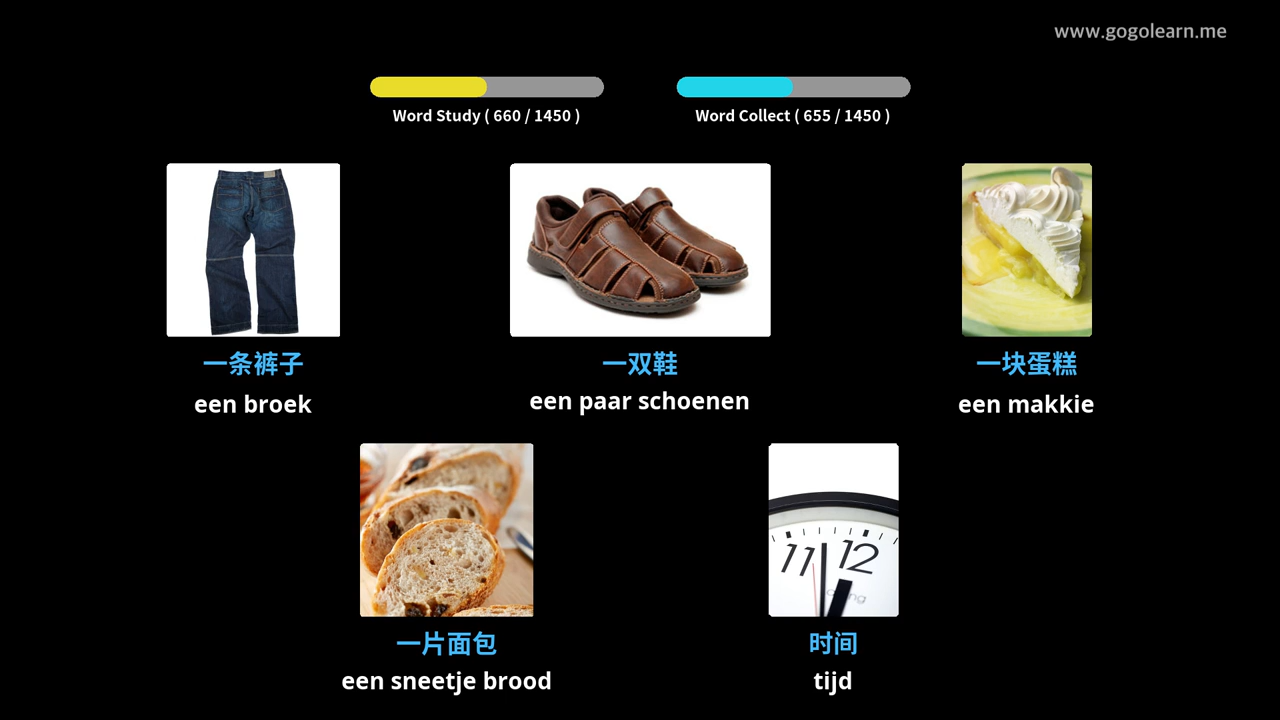 www.gogolearn.me
Word Study ( 660 / 1450 )
Word Collect ( 655 / 1450 )
一条裤子
一双鞋
一块蛋糕
een broek
een paar schoenen
een makkie
11 12
一片面包
时间
een sneetje brood
tijd